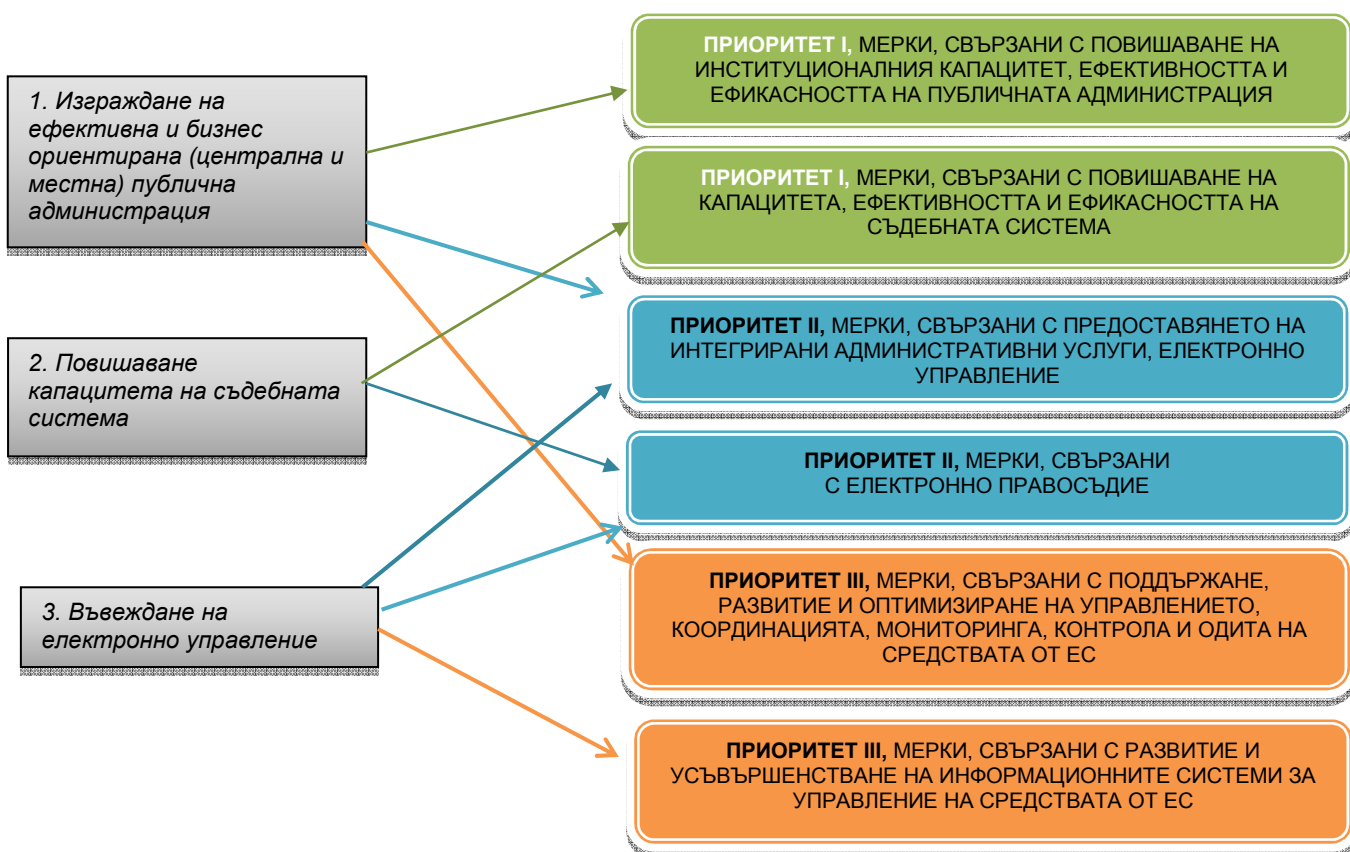 1. Изграждане на
ефективна и бизнес
ориентирана (централна и
местна) публична
администрация
2. Повишаване
капацитета на съдебната
система
3. Въвеждане на
електронно управление
ПРИОРИТЕТ I, МЕРКИ, СВЪРЗАНИ С ПОВИШАВАНЕ НА
ИНСТИТУЦИОНАЛНИЯ КАПАЦИТЕТ, ЕФЕКТИВНОСТТА И
ЕФИКАСНОСТТА НА ПУБЛИЧНАТА АДМИНИСТРАЦИЯ
ПРИОРИТЕТ I, МЕРКИ, СВЪРЗАНИ С ПОВИШАВАНЕ НА
КАПАЦИТЕТА, ЕФЕКТИВНОСТТА И ЕФИКАСНОСТТА НА
СЪДЕБНАТА СИСТЕМА
ПРИОРИТЕТ II, МЕРКИ, СВЪРЗАНИ С ПРЕДОСТАВЯНЕТО НА
ИНТЕГРИРАНИ АДМИНИСТРАТИВНИ УСЛУГИ, ЕЛЕКТРОННО
УПРАВЛЕНИЕ
ПРИОРИТЕТ II, МЕРКИ, СВЪРЗАНИ
С ЕЛЕКТРОННО ПРАВОСЪДИЕ
ПРИОРИТЕТ III, МЕРКИ, СВЪРЗАНИ С ПОДДЪРЖАНЕ,
РАЗВИТИЕ И ОПТИМИЗИРАНЕ НА УПРАВЛЕНИЕТО,
КООРДИНАЦИЯТА, МОНИТОРИНГА, КОНТРОЛА И ОДИТА НА
СРЕДСТВАТА ОТ ЕС
ПРИОРИТЕТ III, МЕРКИ, СВЪРЗАНИ С РАЗВИТИЕ И
УСЪВЪРШЕНСТВАНЕ НА ИНФОРМАЦИОННИТЕ СИСТЕМИ ЗА
УПРАВЛЕНИЕ НА СРЕДСТВАТА ОТ ЕС